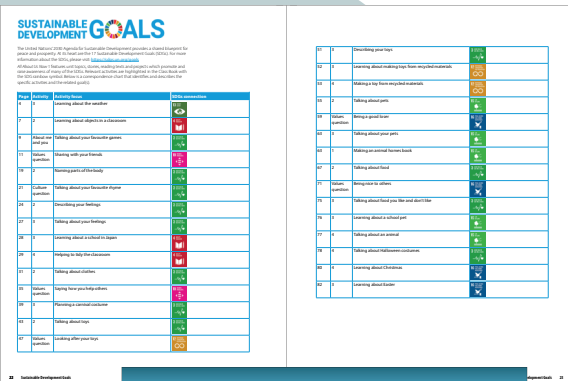 SUSTAINABLE
DEVELOPMENT GOALS
The United Nations' 2030 Agenda for Sustainable Development provides a shared blueprint for
peace and prosperity. At its heart are the 17 Sustainable Development Goals (SDGs). For more
information about the SDGs, please visit
All About Us Now 1 features unit topics, stories, reading texts and projects which promote and
raise awareness of many of the SDGs. Relevant activities are highlighted in the Class Book with
the SDG rainbow symbol. Below is a correspondence chart that identifies and describes the
specific activities and the related goal(s).
Page Activity Activity focus SDGs connection
4 3 Learning about the weather
7 2 Learning about objects in a classroom
9 About me and you Talking about your favourite games
11 Values question Sharing with your friends
19 2 Naming parts of the body
21 Culture question Talking about your favourite rhyme
24 2 Describing your feelings
27 3 Talking about your feelings
28 3 Learning about a school in Japan
29 4 Helping to tidy the classroom
31 2 Talking about clothes
35 Values question Saying how you help others
39 3 Planning a carnival costume
43 2 Talking about toys
47 Values question Looking after your toys
22 Sustainable Development Goals
51 3 Describing your toys
52 3 Learning about making toys from recycled materials
53 4 Making a toy from recycled materials
55 2 Talking about pets
59 Values question Being a good loser
63 3 Talking about your pets
65 1 Making an animal homes book
67 2 Talking about food
71 Values question Being nice to others
75 3 Talking about food you like and don't like
76 3 Learning about a school pet
77 4 Talking about an animal
78 4 Talking about Halloween costumes
80 4 Learning about Christmas
82 3 Learning about Easter
Development Goals 23